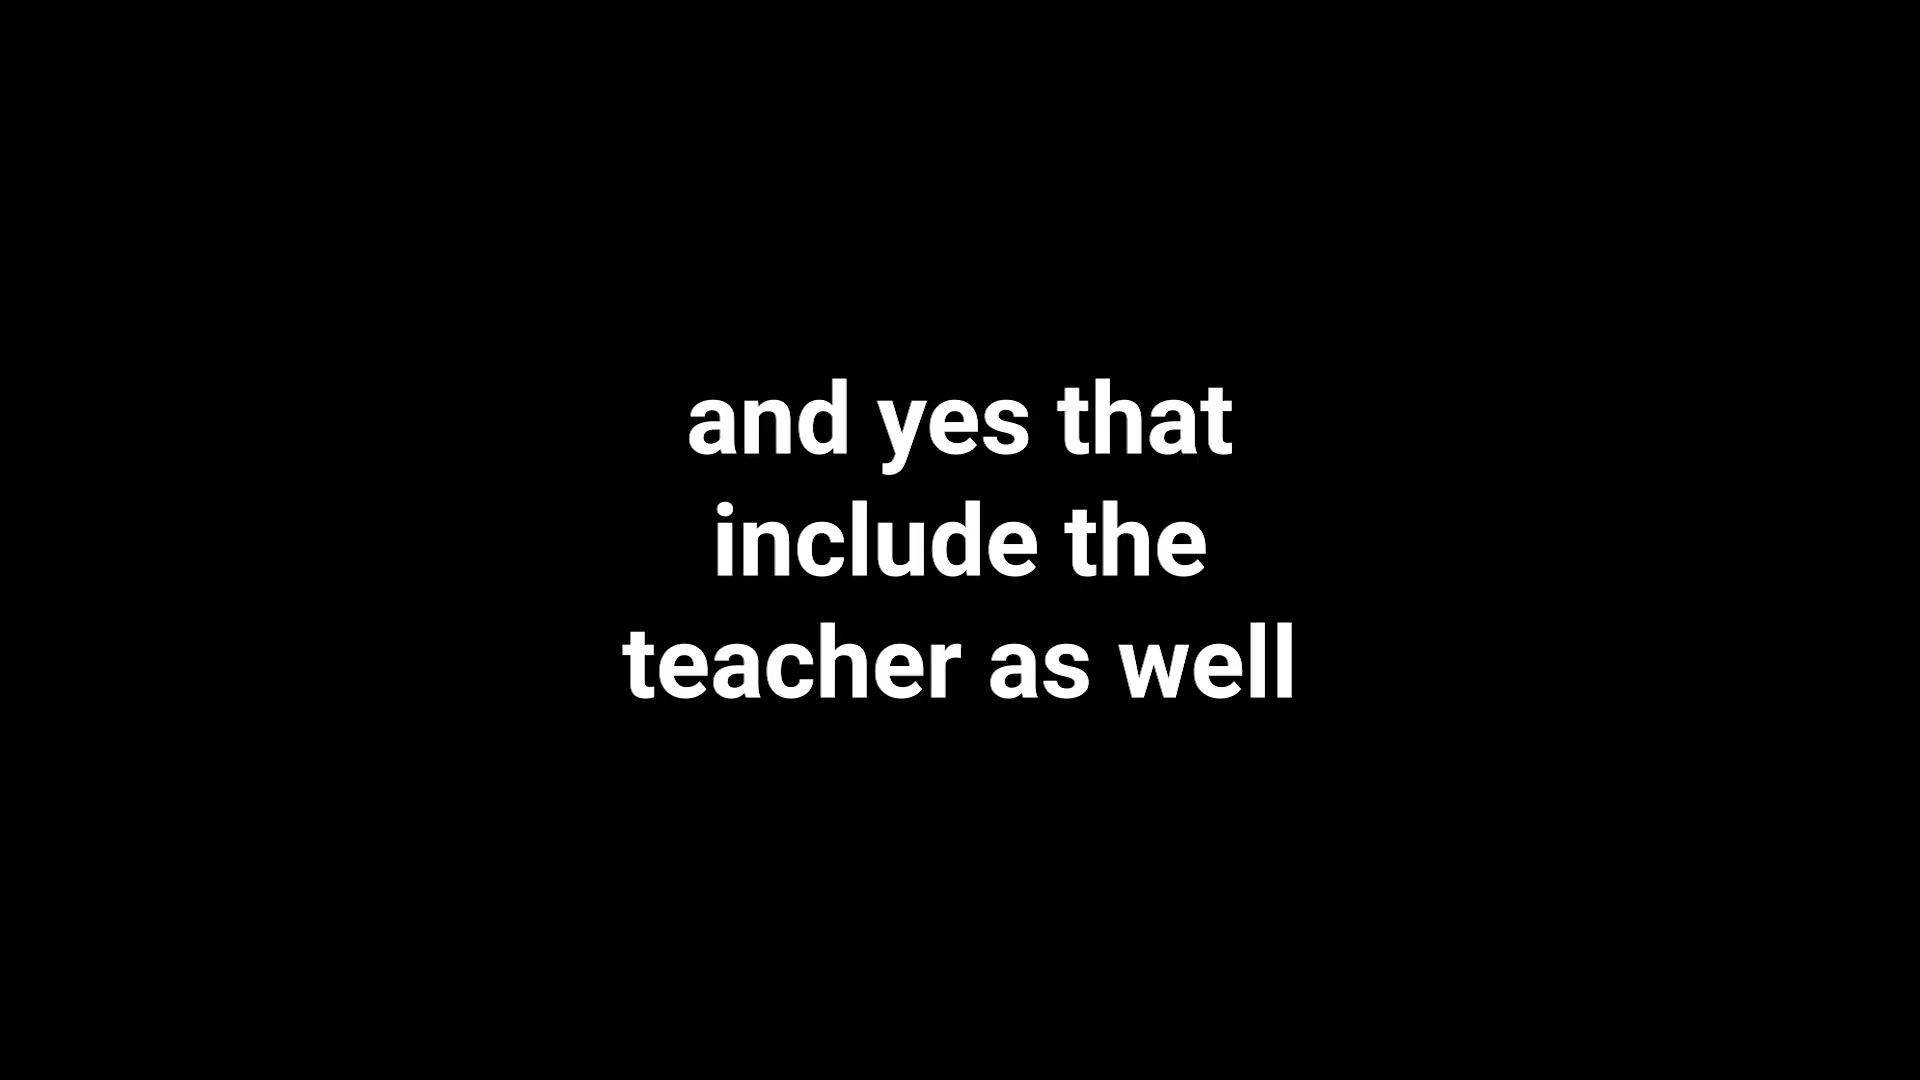 and yes that
include the
teacher as well